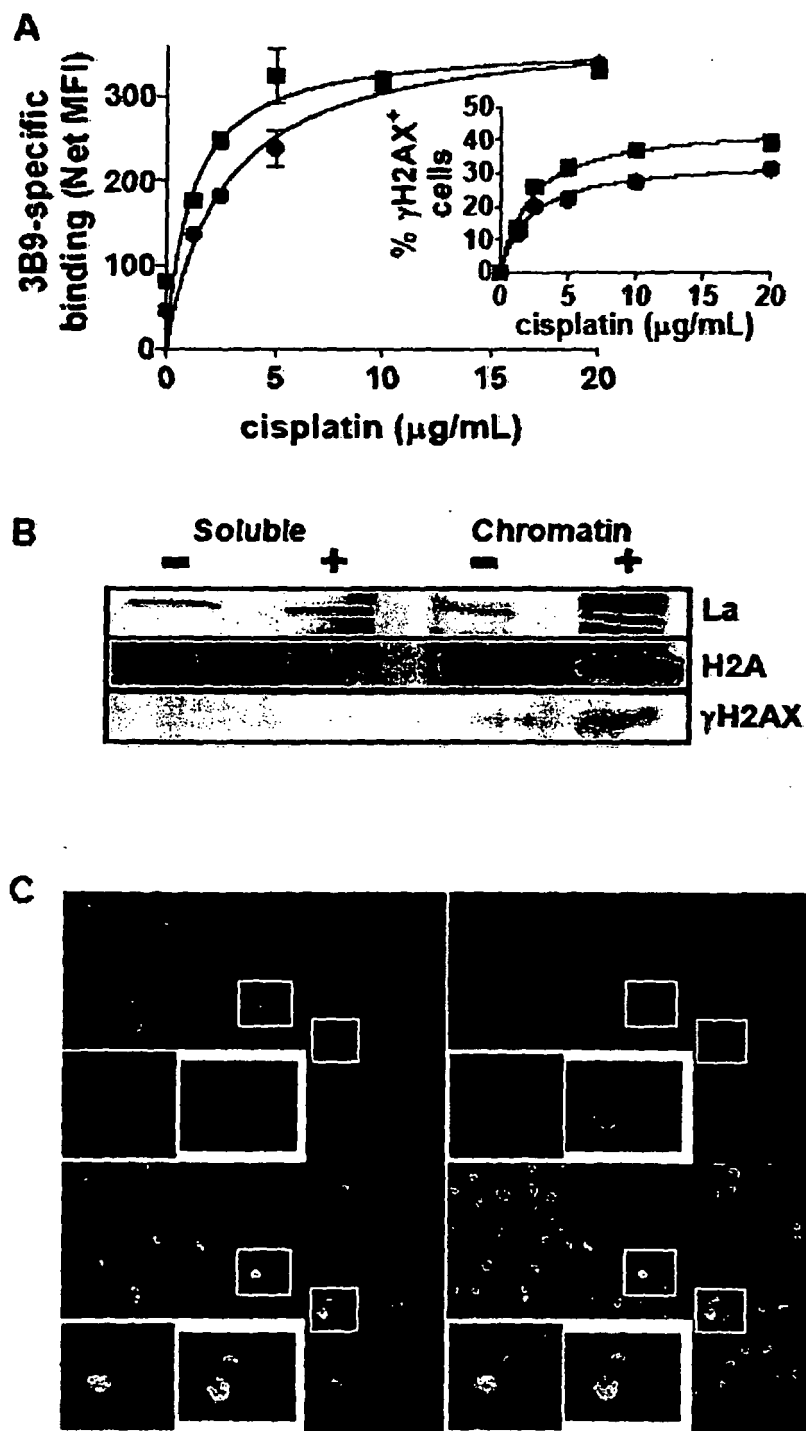 A
3B9-specific
binding (Net MFI)
300
200
100
0
0 5 10 15 20
cisplatin (µg/mL)
% γH2AX+
cells
50
40
30
20
10
0
0 5 10 15 20
cisplatin (µg/mL)
B
Soluble Chromatin
− + − +
La
H2A
γH2AX
C